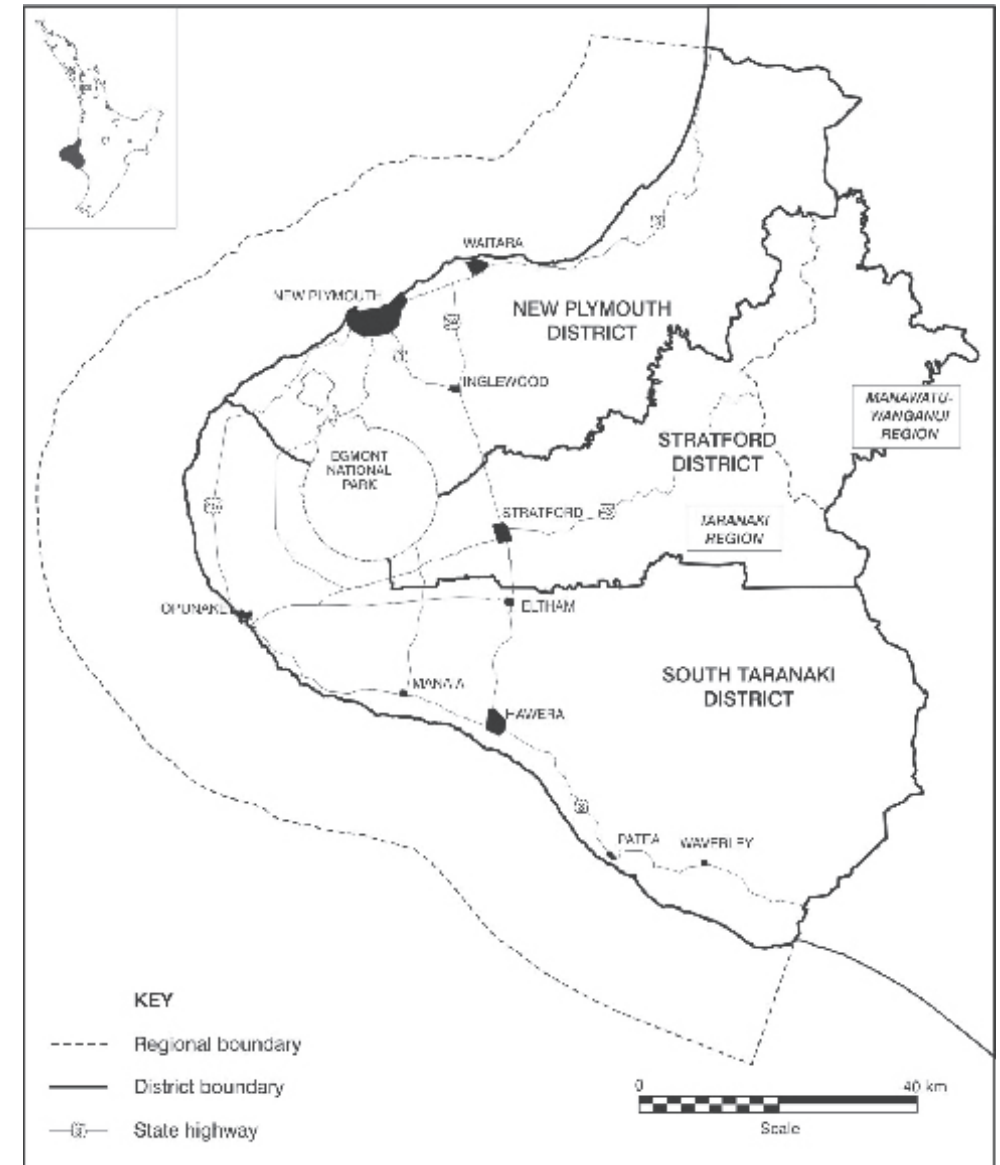 WAITARA
NEW PLYMOUTH
NEW PLYMOUTH
DISTRICT
INGLEWOOD
MANAWATU-
WANGANUI
REGION
STRATFORD
DISTRICT
EGMONT
NATIONAL
PARK
STRATFORD
TARANAKI
REGION
OPUNAKE
ELTHAM
SOUTH TARANAKI
DISTRICT
MANAIA
HAWERA
PATEA
WAVERLEY
KEY
Regional boundary
District boundary
State highway
0 40 km
Scale